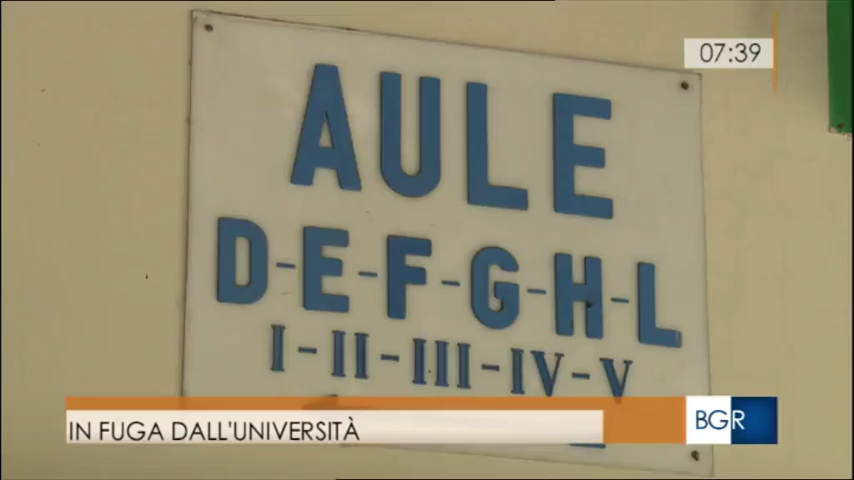 07:39
AULE
D-E-F-G-H-L
I-II-III-IV-V
IN FUGA DALL'UNIVERSITÀ
BGR